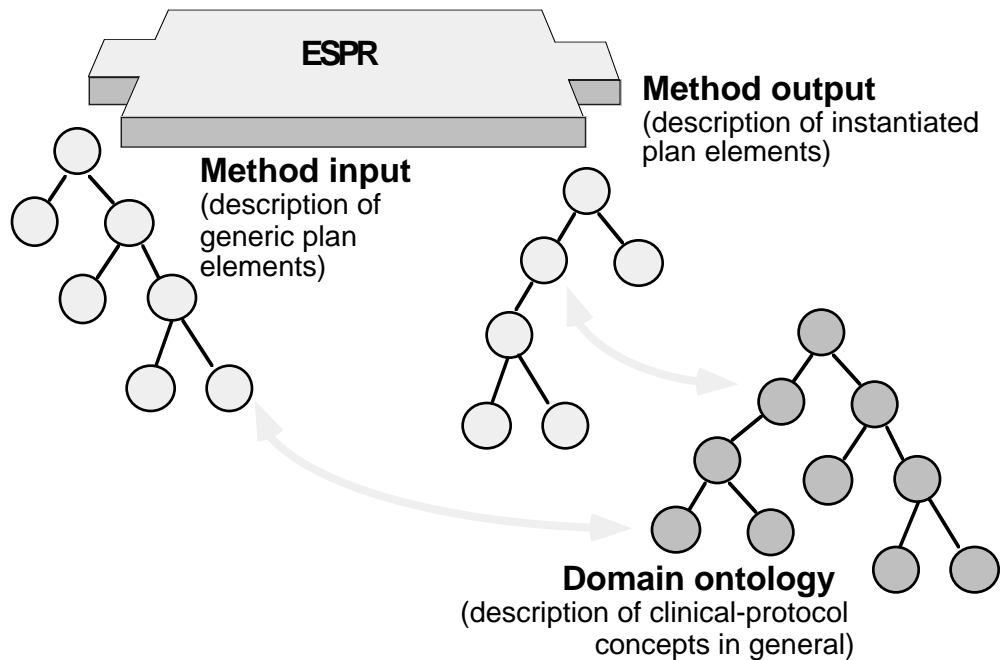 ESPR
Method output
(description of instantiated
plan elements)
Method input
(description of
generic plan
elements)
Domain ontology
(description of clinical-protocol
concepts in general)